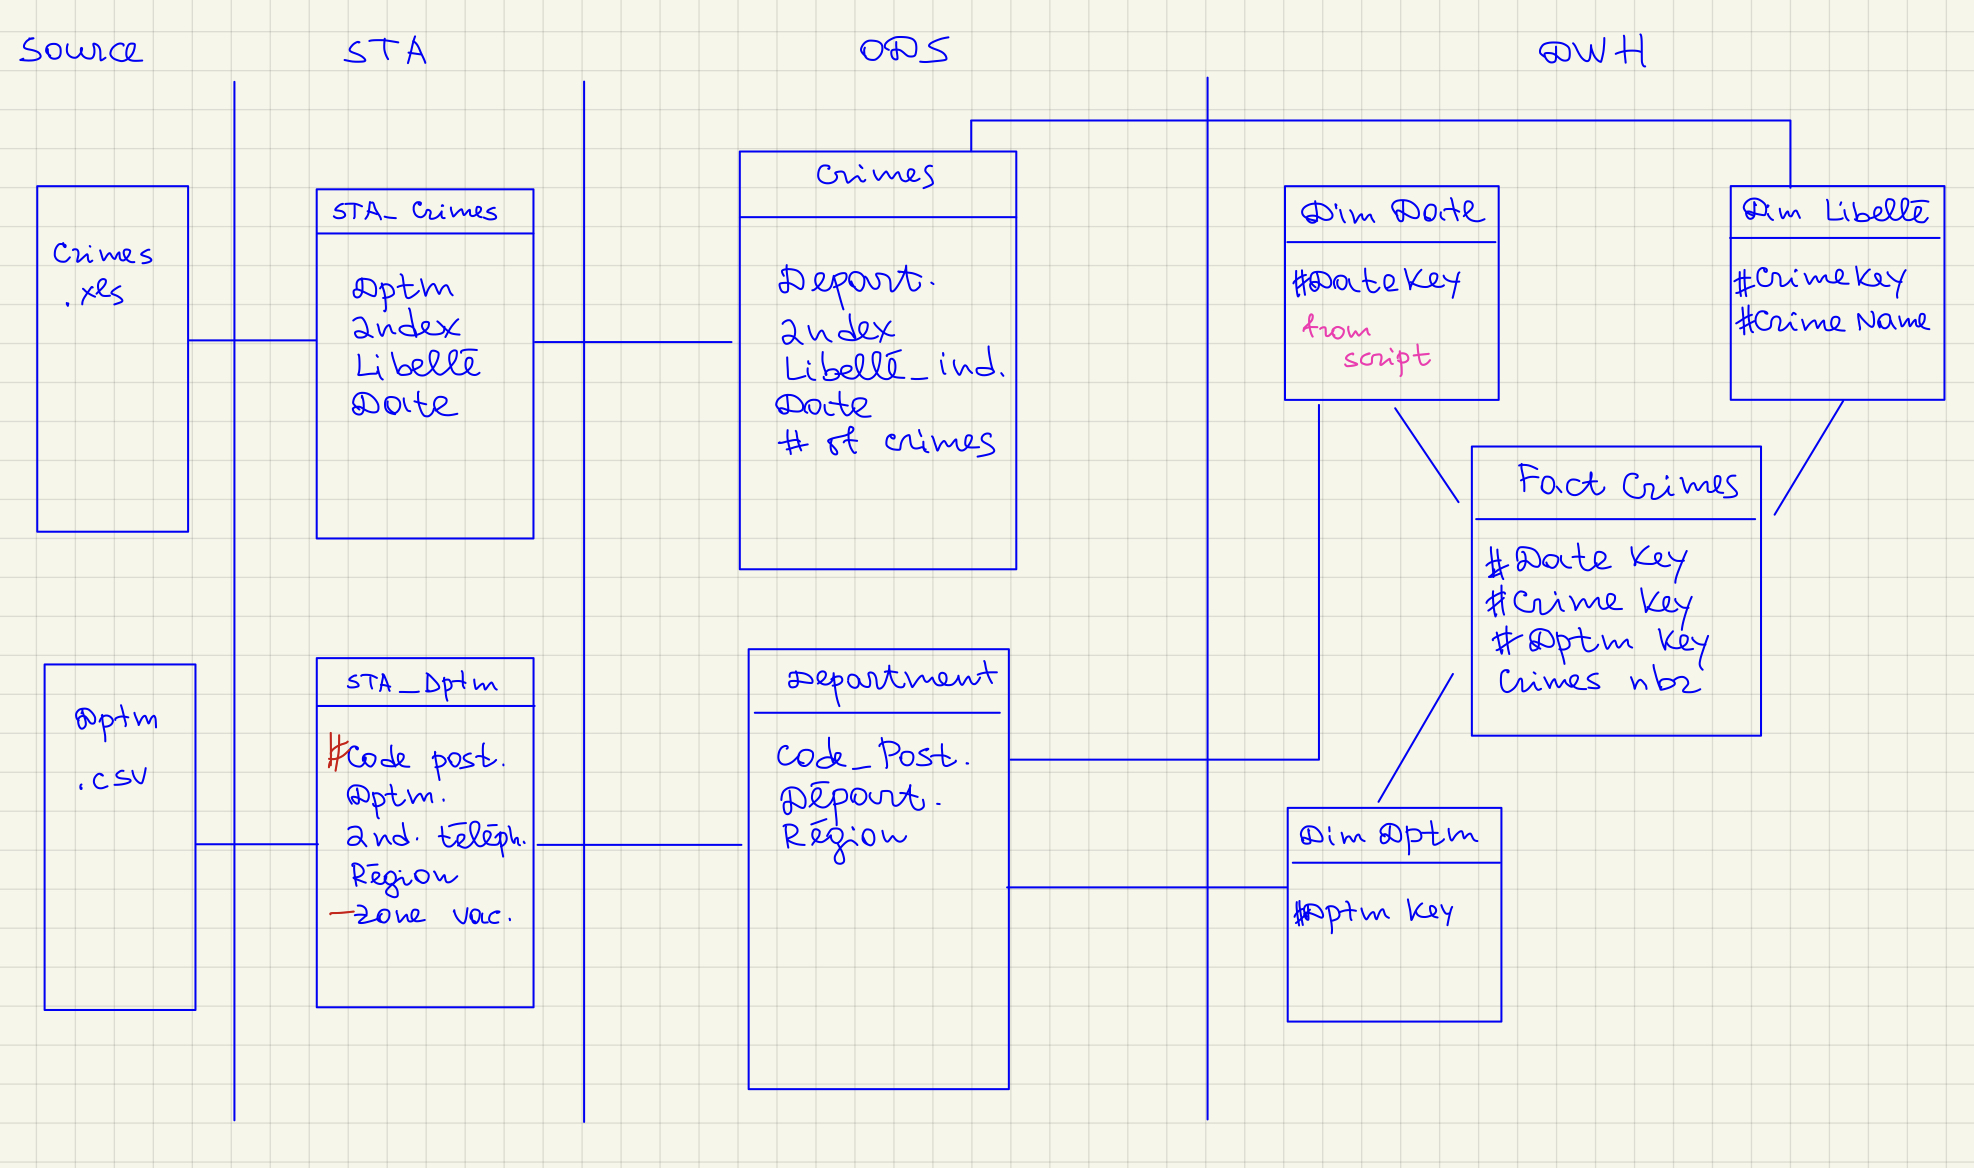 Source
STA
ODS
DWH
Crimes
.xls
STA_Crimes
Dptm
Index
Libellé
Date
Crimes
Depart.
Index
Libellé_ind.
Date
# of crimes
Dim Date
#DateKey
from
script
Dim Libellé
#CrimeKey
#Crime Name
Fact Crimes
#Date Key
#Crime Key
#Dptm Key
Crimes nbr
Dptm
.csv
STA_Dptm
#Code post.
Dptm.
Ind. téléph.
Région
-Zone vac.
Department
Code_Post.
Départ.
Région
Dim Dptm
#Dptm Key